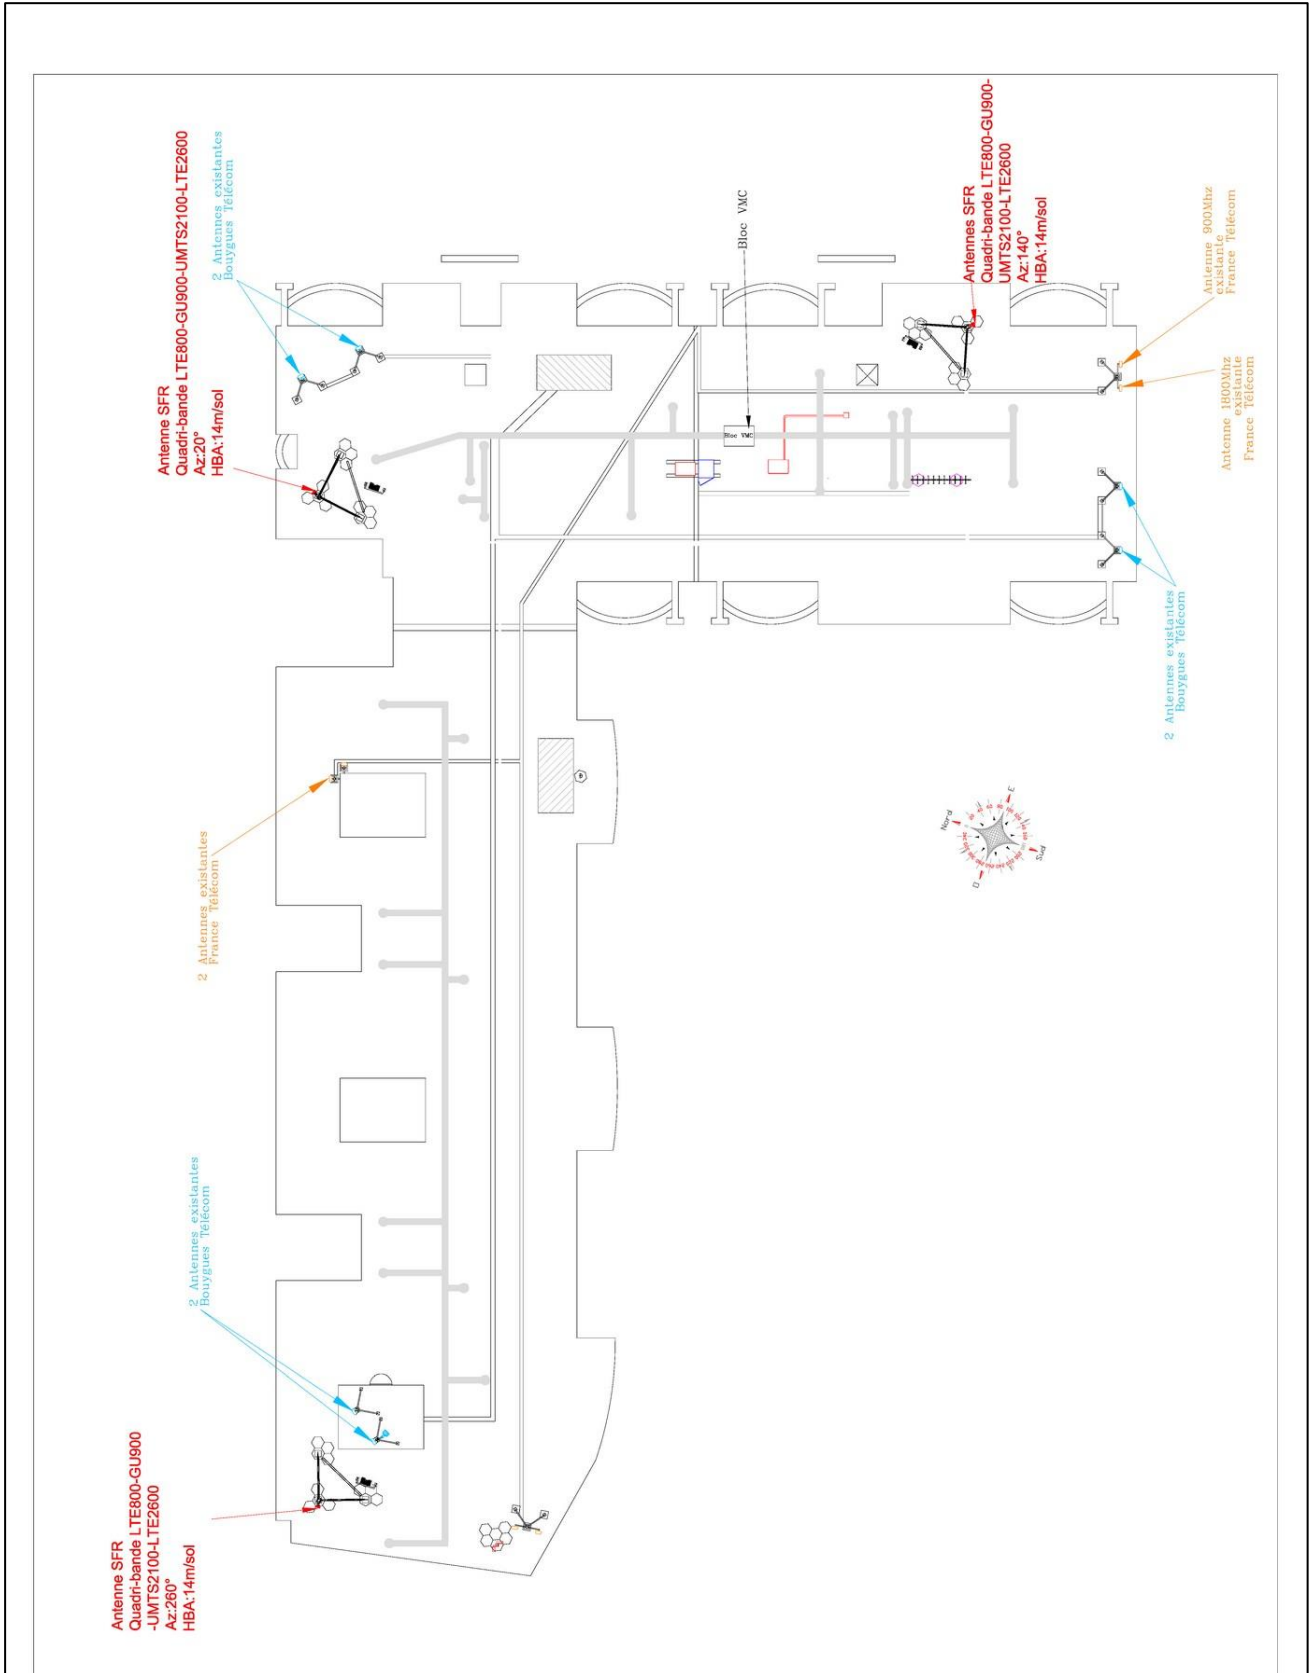 Antenne SFR
Quadri-bande LTE800-GU900-UMTS2100-LTE2600
Az:20°
HBA:14m/sol
2 Antennes existantes
Bouygues Télécom
Bloc VMC
Bloc VMC
Antennes SFR
Quadri-bande LTE800-GU900-
UMTS2100-LTE2600
Az:140°
HBA:14m/sol
Antenne 900Mhz
existante
France Télécom
Antenne 1800Mhz
existante
France Télécom
2 Antennes existantes
Bouygues Télécom
2 Antennes existantes
France Télécom
Nord
E
Sud
O
2 Antennes existantes
Bouygues Télécom
Antenne SFR
Quadri-bande LTE800-GU900
-UMTS2100-LTE2600
Az:260°
HBA:14m/sol